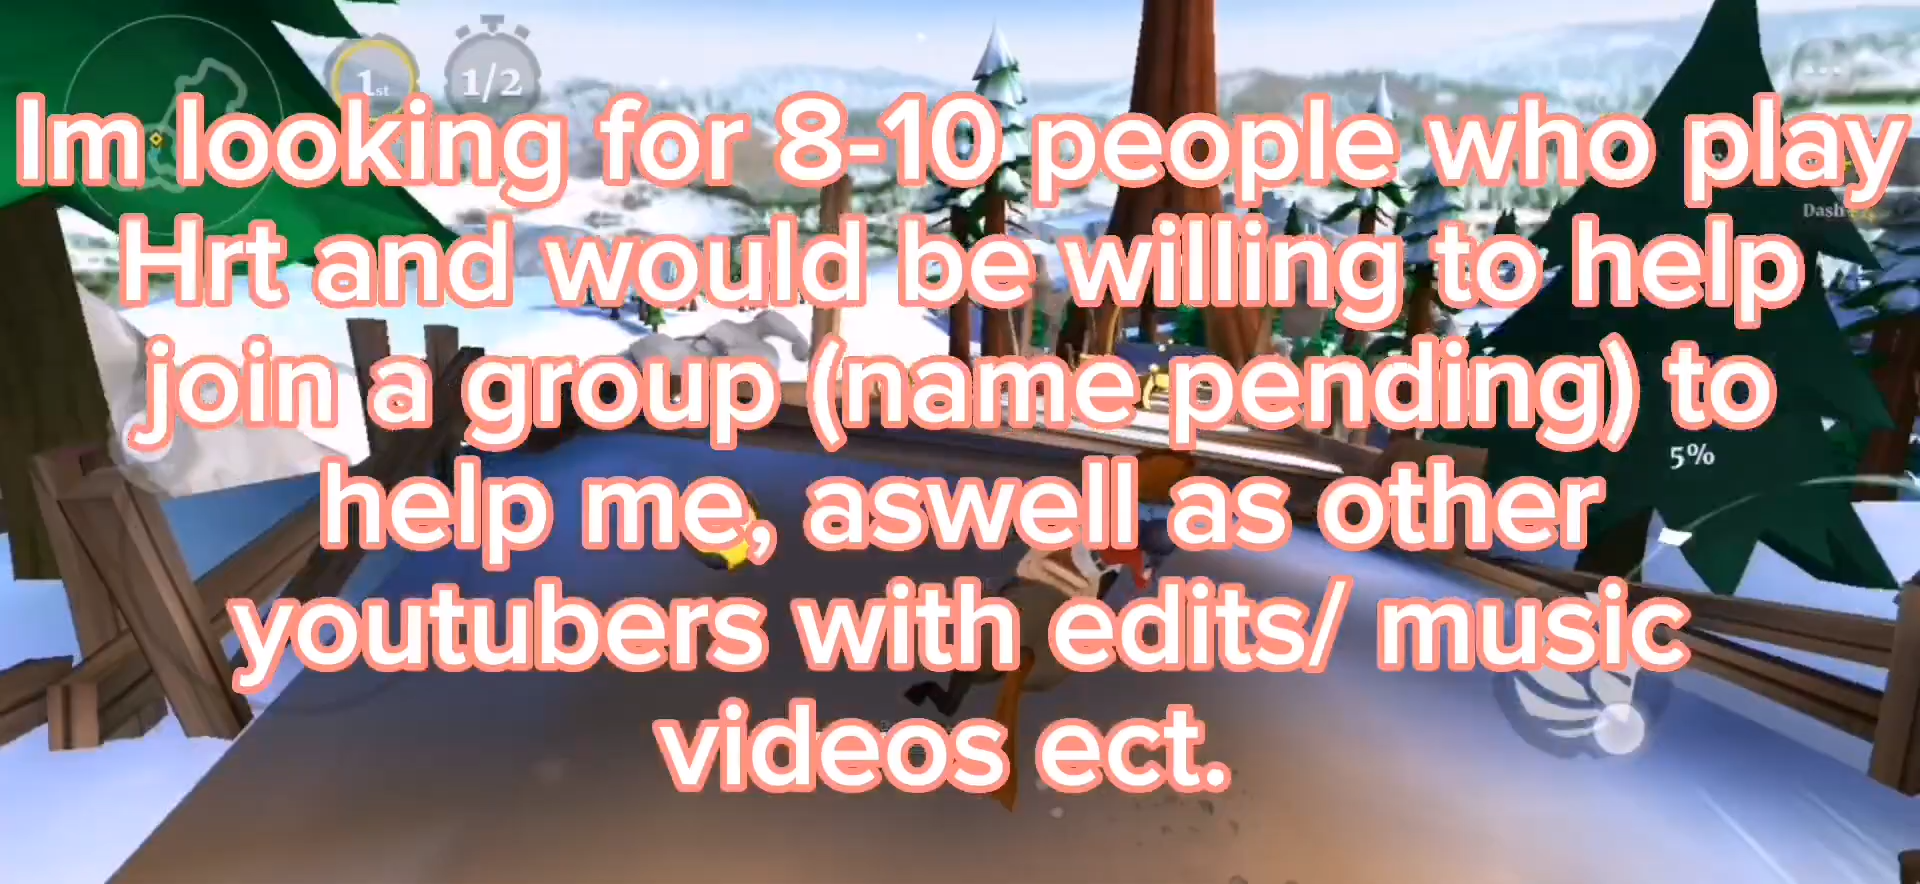 1st
1/2
Im looking for 8-10 people who play
Hrt and would be willing to help
join a group (name pending) to
help me, aswell as other
youtubers with edits/ music
videos ect.
Dash
5%